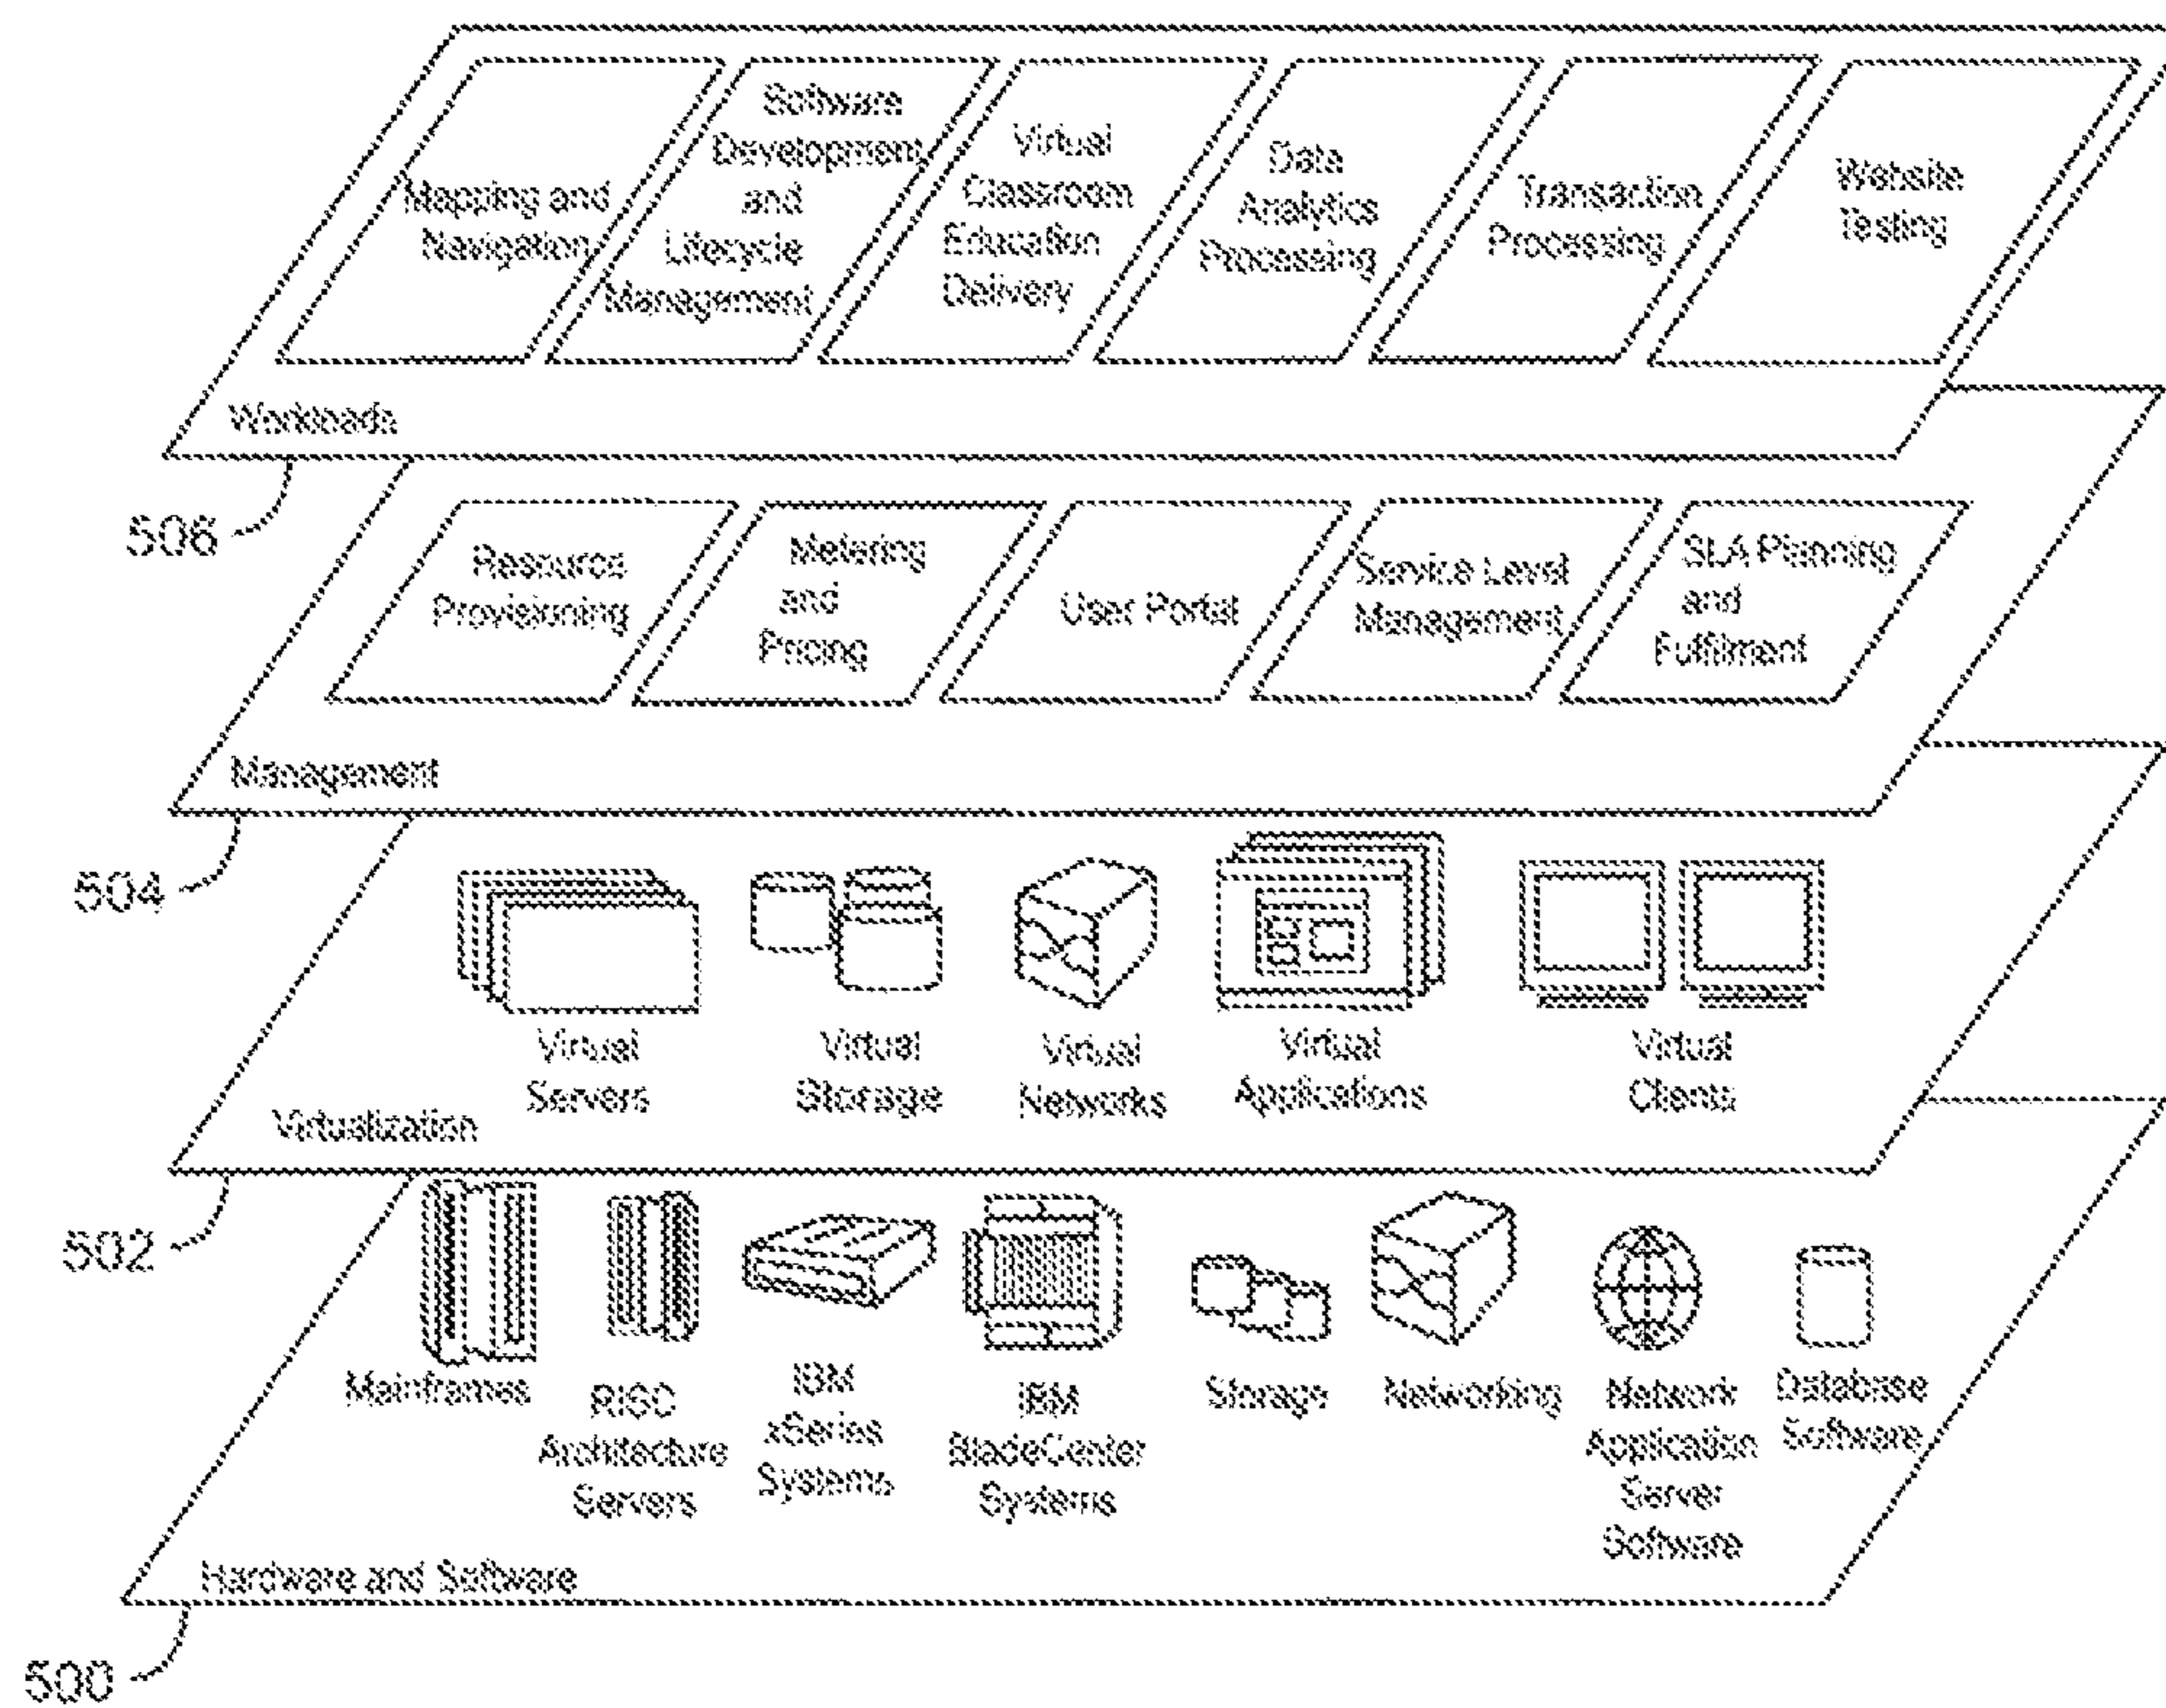 Mapping and
Navigation
Software
Development
and
Lifecycle
Management
Virtual
Classroom
Education
Delivery
Data
Analytics
Processing
Transaction
Processing
Website
Testing
Workloads
506
Resource
Provisioning
Metering
and
Pricing
User Portal
Service Level
Management
SLA Planning
and
Fulfilment
Management
504
Virtual
Servers
Virtual
Storage
Virtual
Networks
Virtual
Applications
Virtual
Clients
Virtualization
502
Mainframes
RISC
Architecture
Servers
IBM
xSeries
Systems
IBM
BladeCenter
Systems
Storage
Networking
Network
Application
Server
Software
Database
Software
Hardware and Software
500